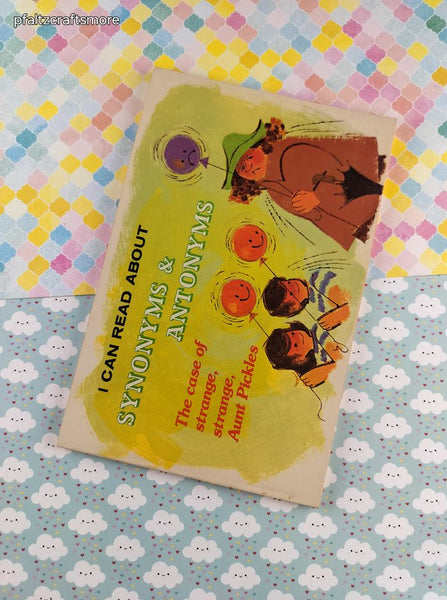 pfaltzcraftsmore
I CAN READ ABOUT
SYNONYMS &
ANTONYMS
The case of
strange,
strange,
Aunt Pickles